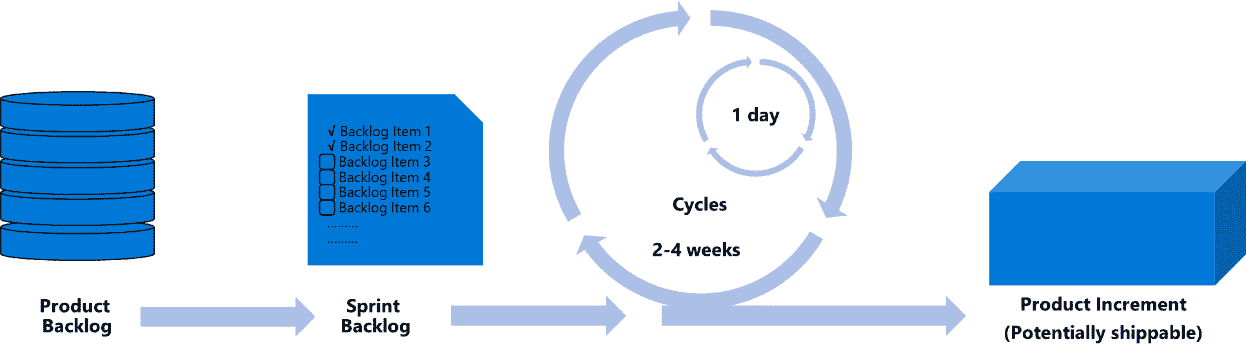 Product
Backlog
√ Backlog Item 1
√ Backlog Item 2
Backlog Item 3
Backlog Item 4
Backlog Item 5
Backlog Item 6
.........
.........
Sprint
Backlog
1 day
Cycles
2-4 weeks
Product Increment
(Potentially shippable)